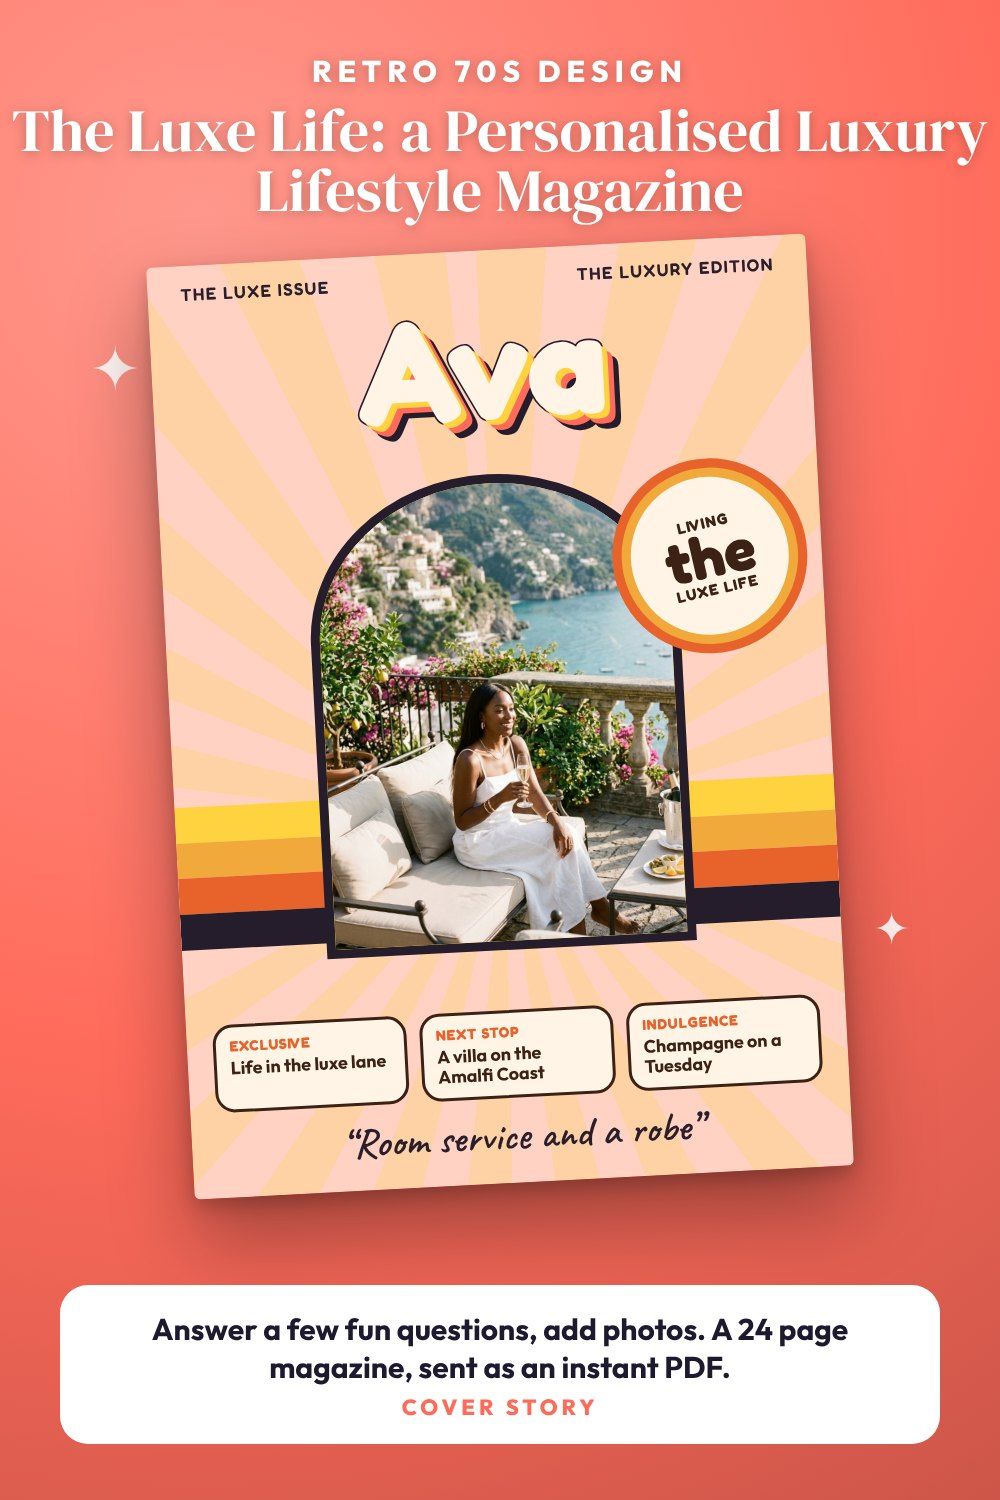 RETRO 70S DESIGN
The Luxe Life: a Personalised Luxury
Lifestyle Magazine
THE LUXE ISSUE
THE LUXURY EDITION
Ava
LIVING
the
LUXE LIFE
EXCLUSIVE
Life in the luxe lane
NEXT STOP
A villa on the
Amalfi Coast
INDULGENCE
Champagne on a
Tuesday
“Room service and a robe”
Answer a few fun questions, add photos. A 24 page
magazine, sent as an instant PDF.
COVER STORY